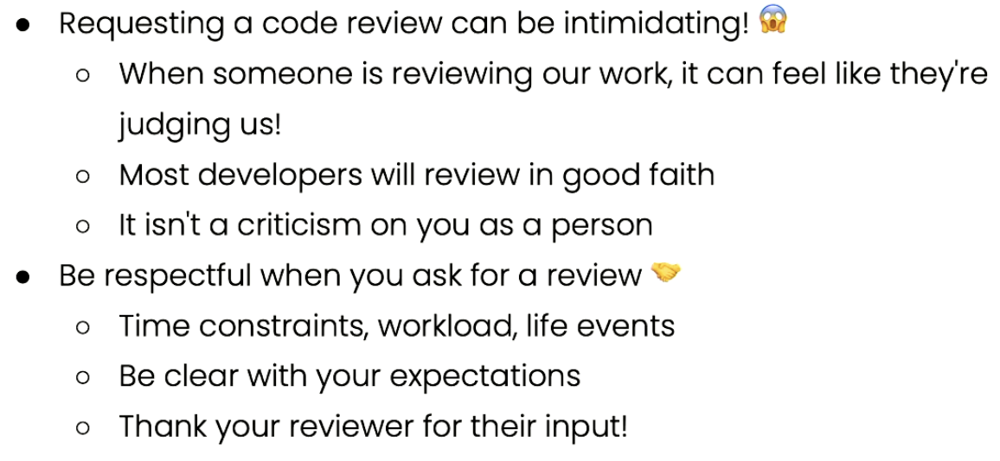 ● Requesting a code review can be intimidating! 😱
○ When someone is reviewing our work, it can feel like they're
judging us!
○ Most developers will review in good faith
○ It isn't a criticism on you as a person
● Be respectful when you ask for a review 🤝
○ Time constraints, workload, life events
○ Be clear with your expectations
○ Thank your reviewer for their input!